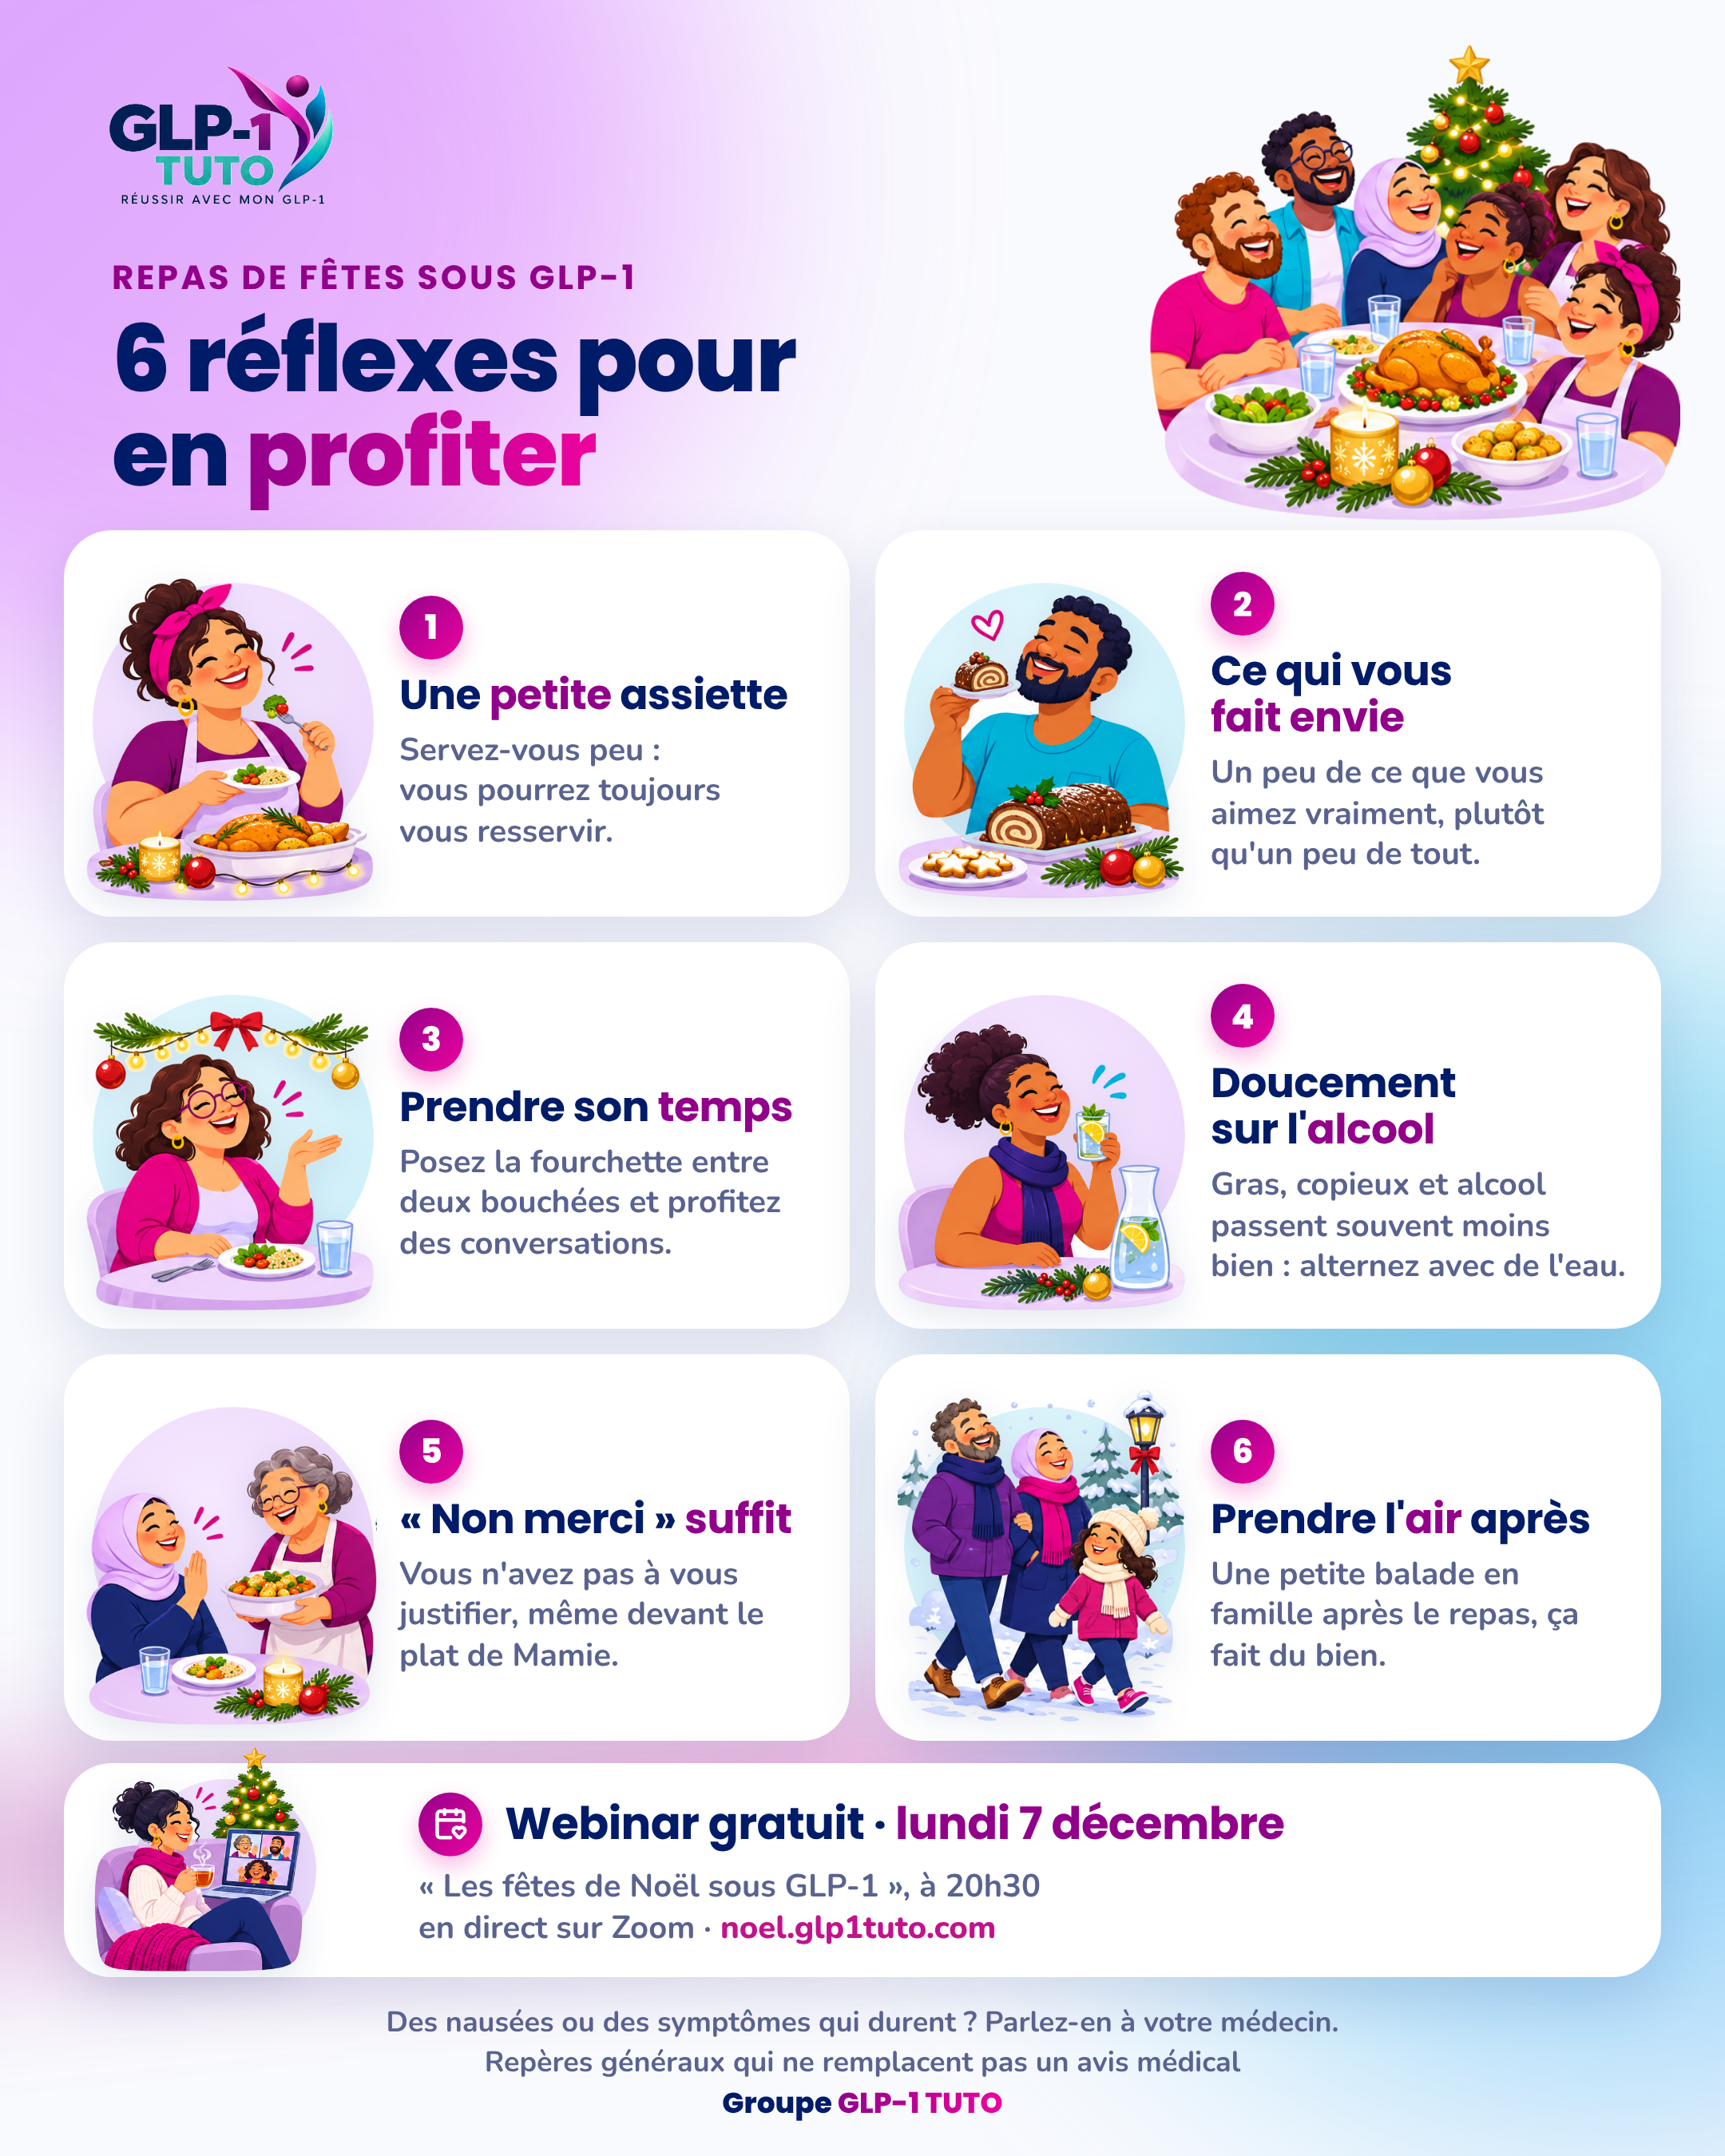 GLP-1
TUTO
RÉUSSIR AVEC MON GLP-1
REPAS DE FÊTES SOUS GLP-1
6 réflexes pour
en profiter
1
Une petite assiette
Servez-vous peu :
vous pourrez toujours
vous resservir.
2
Ce qui vous
fait envie
Un peu de ce que vous
aimez vraiment, plutôt
qu'un peu de tout.
3
Prendre son temps
Posez la fourchette entre
deux bouchées et profitez
des conversations.
4
Doucement
sur l'alcool
Gras, copieux et alcool
passent souvent moins
bien : alternez avec de l'eau.
5
« Non merci » suffit
Vous n'avez pas à vous
justifier, même devant le
plat de Mamie.
6
Prendre l'air après
Une petite balade en
famille après le repas, ça
fait du bien.
Webinar gratuit · lundi 7 décembre
« Les fêtes de Noël sous GLP-1 », à 20h30
en direct sur Zoom · noel.glp1tuto.com
Des nausées ou des symptômes qui durent ? Parlez-en à votre médecin.
Repères généraux qui ne remplacent pas un avis médical
Groupe GLP-1 TUTO